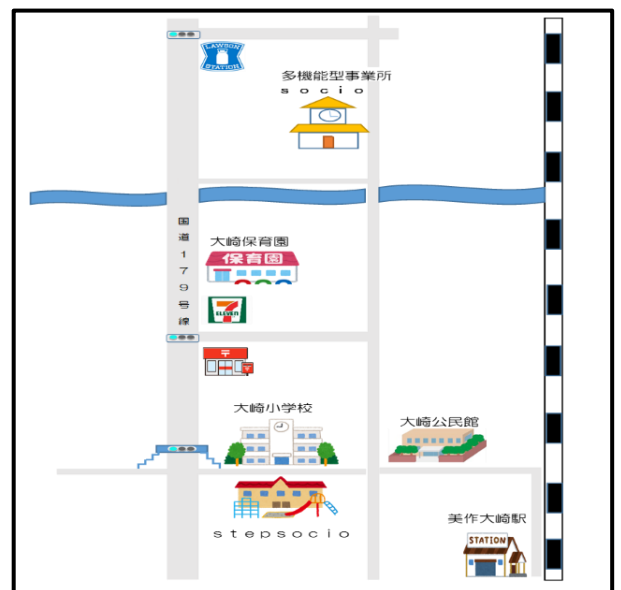 LAWSON
STATION
多機能型事業所
ｓｏｃｉｏ
国道179号線
大崎保育園
保育園
7
ELEVEN
〒
〒
大崎小学校
大崎公民館
stepsocio
美作大崎駅
STATION